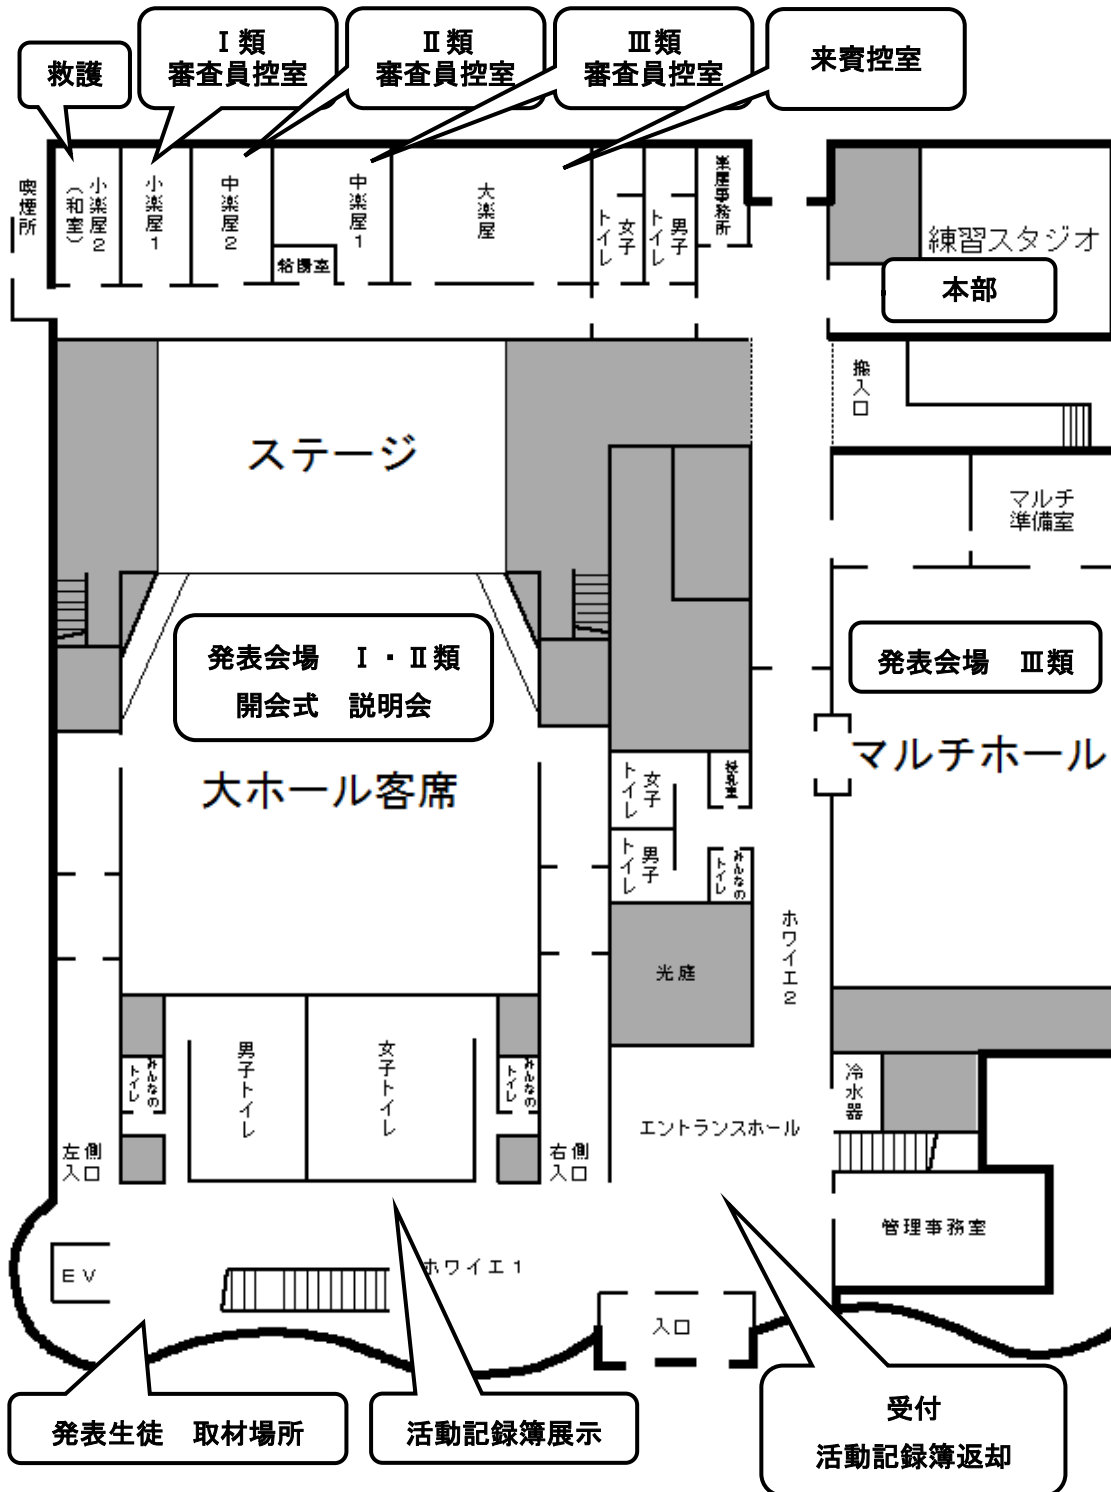 救護
Ⅰ類
審査員控室
Ⅱ類
審査員控室
Ⅲ類
審査員控室
来賓控室
喫煙所
小楽屋2
(和室)
小楽屋1
中楽屋2
給湯室
中楽屋1
大楽屋
女子
トイレ
男子
トイレ
楽屋事務所
練習スタジオ
本部
搬入口
ステージ
マルチ
準備室
発表会場 Ⅰ・Ⅱ類
開会式 説明会
発表会場 Ⅲ類
大ホール客席
マルチホール
女子
トイレ
男子
トイレ
みんなの
トイレ
ホワイエ2
光庭
男子トイレ
女子トイレ
みんなの
トイレ
みんなの
トイレ
冷水器
エントランスホール
左側
入口
右側
入口
管理事務室
EV
ホワイエ1
入口
発表生徒 取材場所
活動記録簿展示
受付
活動記録簿返却